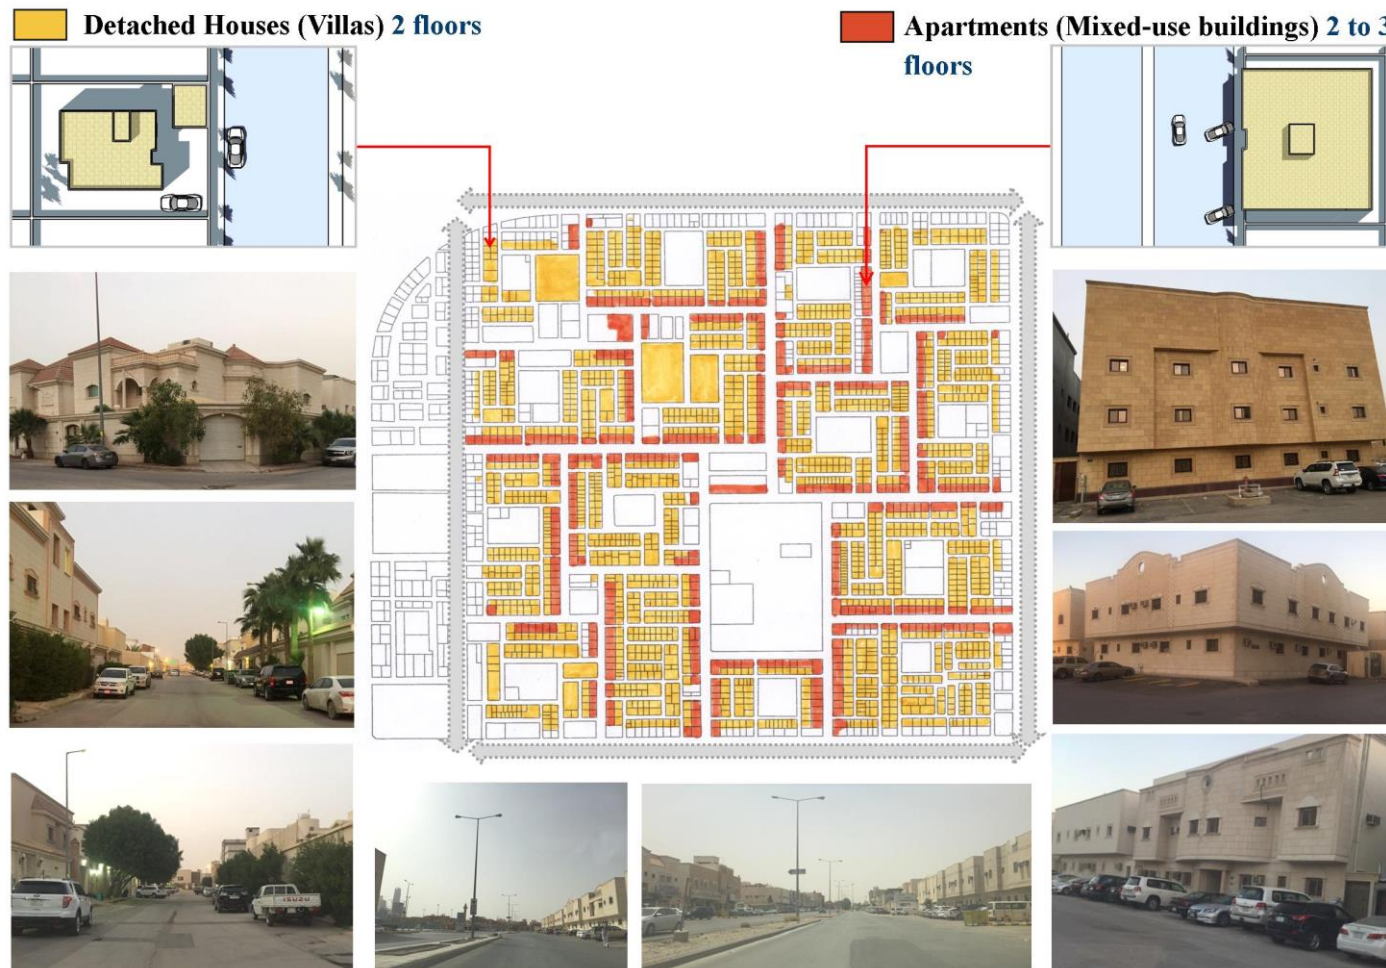 Detached Houses (Villas) 2 floors
Apartments (Mixed-use buildings) 2 to 3
floors
ISUZU